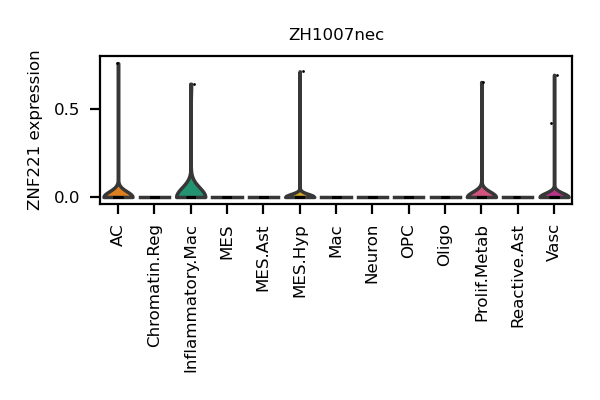 ZH1007nec
ZNF221 expression
0.5
0.0
AC
Chromatin.Reg
Inflammatory.Mac
MES
MES.Ast
MES.Hyp
Mac
Neuron
OPC
Oligo
Prolif.Metab
Reactive.Ast
Vasc